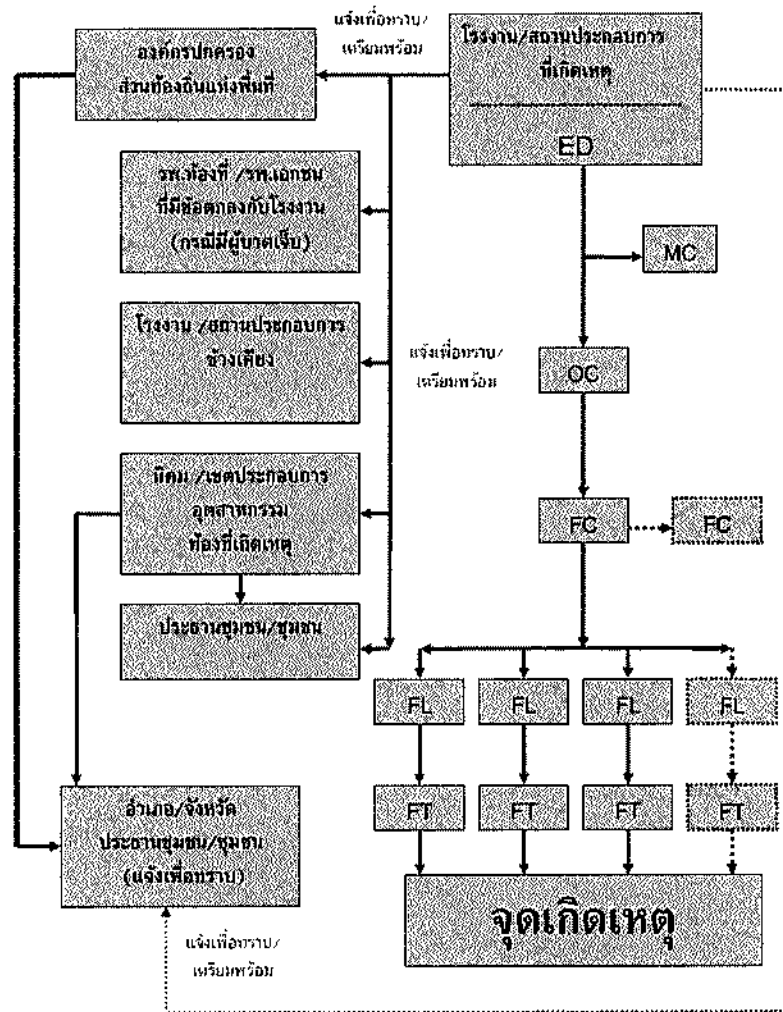 แจ้งเพื่อทราบ/
เตรียมพร้อม
องค์กรปกครอง
ส่วนท้องถิ่นแห่งพื้นที่
โรงงาน/สถานประกอบการ
ที่เกิดเหตุ
ED
รพ.ท้องที่ /รพ.เอกชน
ที่มีข้อตกลงกับโรงงาน
(กรณีมีผู้บาดเจ็บ)
MC
โรงงาน /สถานประกอบการ
ข้างเคียง
แจ้งเพื่อทราบ/
เตรียมพร้อม
OC
นิคม /เขตประกอบการ
อุตสาหกรรม
ท้องที่เกิดเหตุ
FC
FC
ประธานชุมชน/ชุมชน
FL
FL
FL
FL
FT
FT
FT
FT
อำเภอ/จังหวัด
ประธานชุมชน/ชุมชน
(แจ้งเพื่อทราบ)
จุดเกิดเหตุ
แจ้งเพื่อทราบ/
เตรียมพร้อม